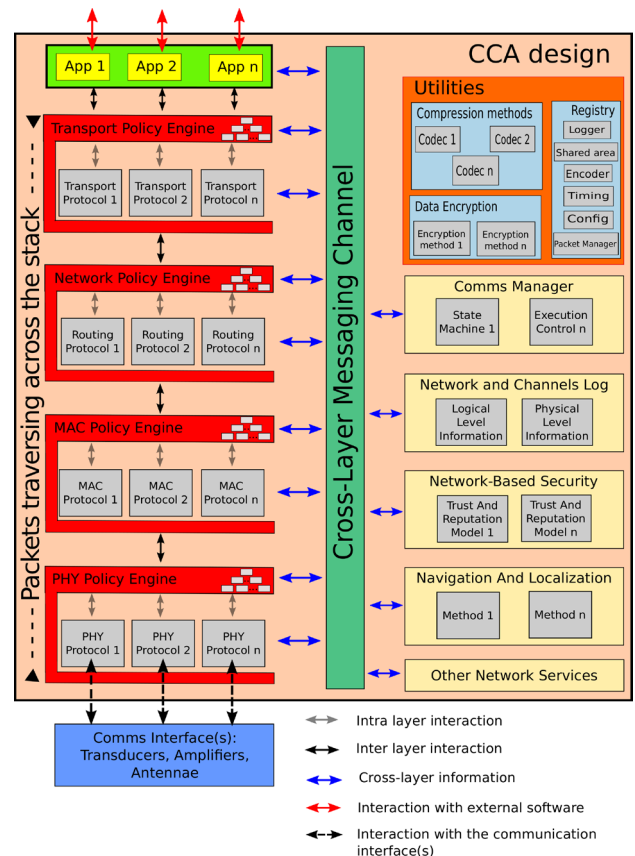 CCA design
App 1
App 2
App n
Transport Policy Engine
Transport
Protocol 1
Transport
Protocol 2
Transport
Protocol n
Network Policy Engine
Routing
Protocol 1
Routing
Protocol 2
Routing
Protocol n
MAC Policy Engine
MAC
Protocol 1
MAC
Protocol 2
MAC
Protocol n
PHY Policy Engine
PHY
Protocol 1
PHY
Protocol 2
PHY
Protocol n
Packets traversing across the stack
Cross-Layer Messaging Channel
Utilities
Compression methods
Codec 1
Codec 2
Codec n
Data Encryption
Encryption
method 1
Encryption
method n
Registry
Logger
Shared area
Encoder
Timing
Config
Packet Manager
Comms Manager
State
Machine 1
Execution
Control n
Network and Channels Log
Logical
Level
Information
Physical
Level
Information
Network-Based Security
Trust And
Reputation
Model 1
Trust And
Reputation
Model n
Navigation And Localization
Method 1
Method n
Other Network Services
Comms Interface(s):
Transducers, Amplifiers,
Antennae
Intra layer interaction
Inter layer interaction
Cross-layer information
Interaction with external software
Interaction with the communication
interface(s)